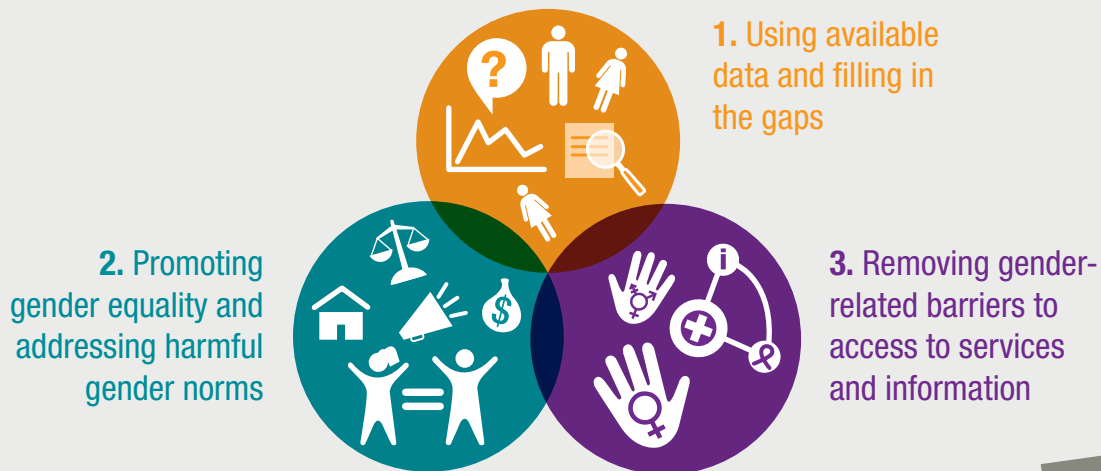 1. Using available
data and filling in
the gaps
?
2. Promoting
gender equality and
addressing harmful
gender norms
$
=
3. Removing gender-
related barriers to
access to services
and information
i